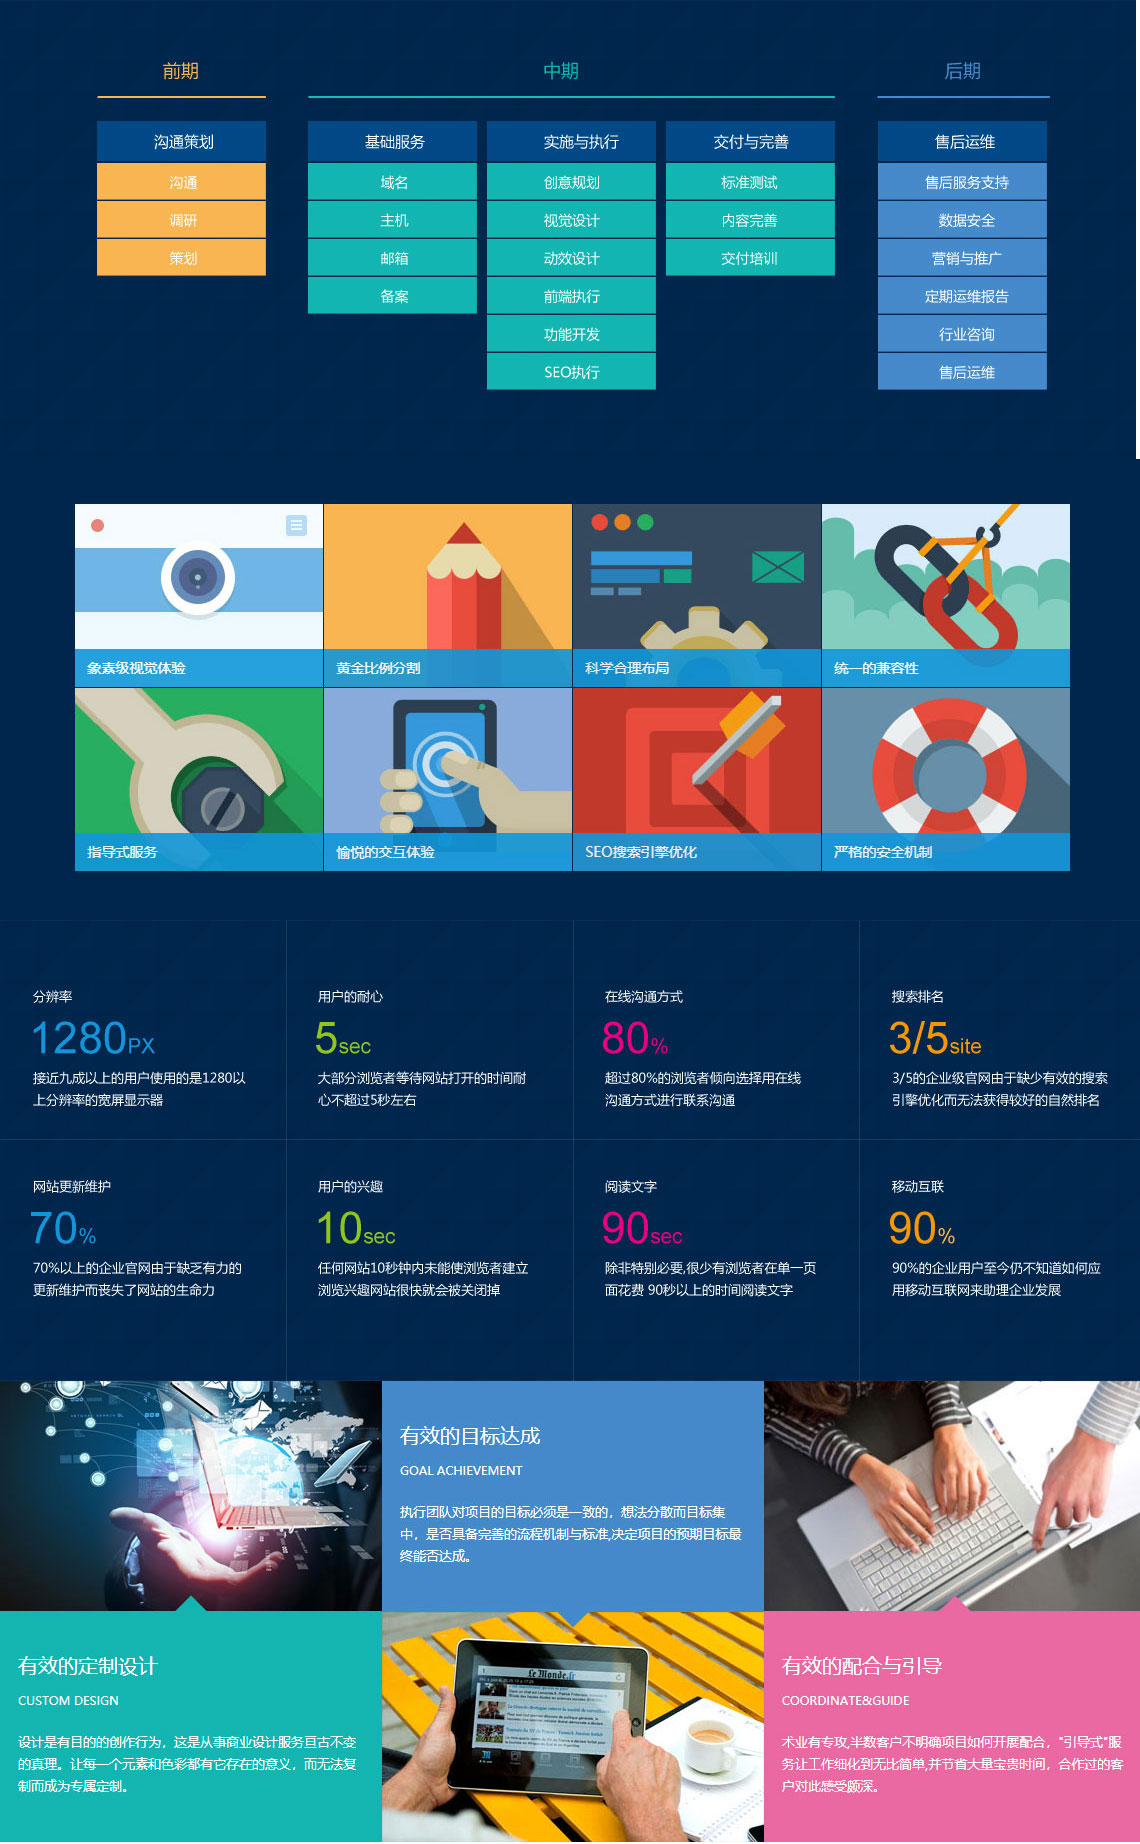 前期
中期
后期
沟通策划
沟通
调研
策划
基础服务
域名
主机
邮箱
备案
实施与执行
创意规划
视觉设计
动效设计
前端执行
功能开发
SEO执行
交付与完善
标准测试
内容完善
交付培训
售后运维
售后服务支持
数据安全
营销与推广
定期运维报告
行业咨询
售后运维
象素级视觉体验
黄金比例分割
科学合理布局
统一的兼容性
指导式服务
愉悦的交互体验
SEO搜索引擎优化
严格的安全机制
分辨率
1280PX
接近九成以上的用户使用的是1280以
上分辨率的宽屏显示器
用户的耐心
5sec
大部分浏览者等待网站打开的时间耐
心不超过5秒左右
在线沟通方式
80%
超过80%的浏览者倾向选择用在线
沟通方式进行联系沟通
搜索排名
3/5site
3/5的企业级官网由于缺少有效的搜索
引擎优化而无法获得较好的自然排名
网站更新维护
70%
70%以上的企业官网由于缺乏有力的
更新维护而丧失了网站的生命力
用户的兴趣
10sec
任何网站10秒钟内未能使浏览者建立
浏览兴趣网站很快就会被关闭掉
阅读文字
90sec
除非特别必要,很少有浏览者在单一页
面花费 90秒以上的时间阅读文字
移动互联
90%
90%的企业用户至今仍不知道如何应
用移动互联网来助理企业发展
有效的目标达成
GOAL ACHIEVEMENT
执行团队对项目的目标必须是一致的，想法分散而目标集
中，是否具备完善的流程机制与标准,决定项目的预期目标最
终能否达成。
有效的定制设计
CUSTOM DESIGN
设计是有目的的创作行为，这是从事商业设计服务亘古不变
的真理。让每一个元素和色彩都有它存在的意义，而无法复
制而成为专属定制。
Le Monde.fr
有效的配合与引导
COORDINATE&GUIDE
术业有专攻,半数客户不明确项目如何开展配合，"引导式"服
务让工作细化到无比简单,并节省大量宝贵时间，合作过的客
户对此感受颇深。